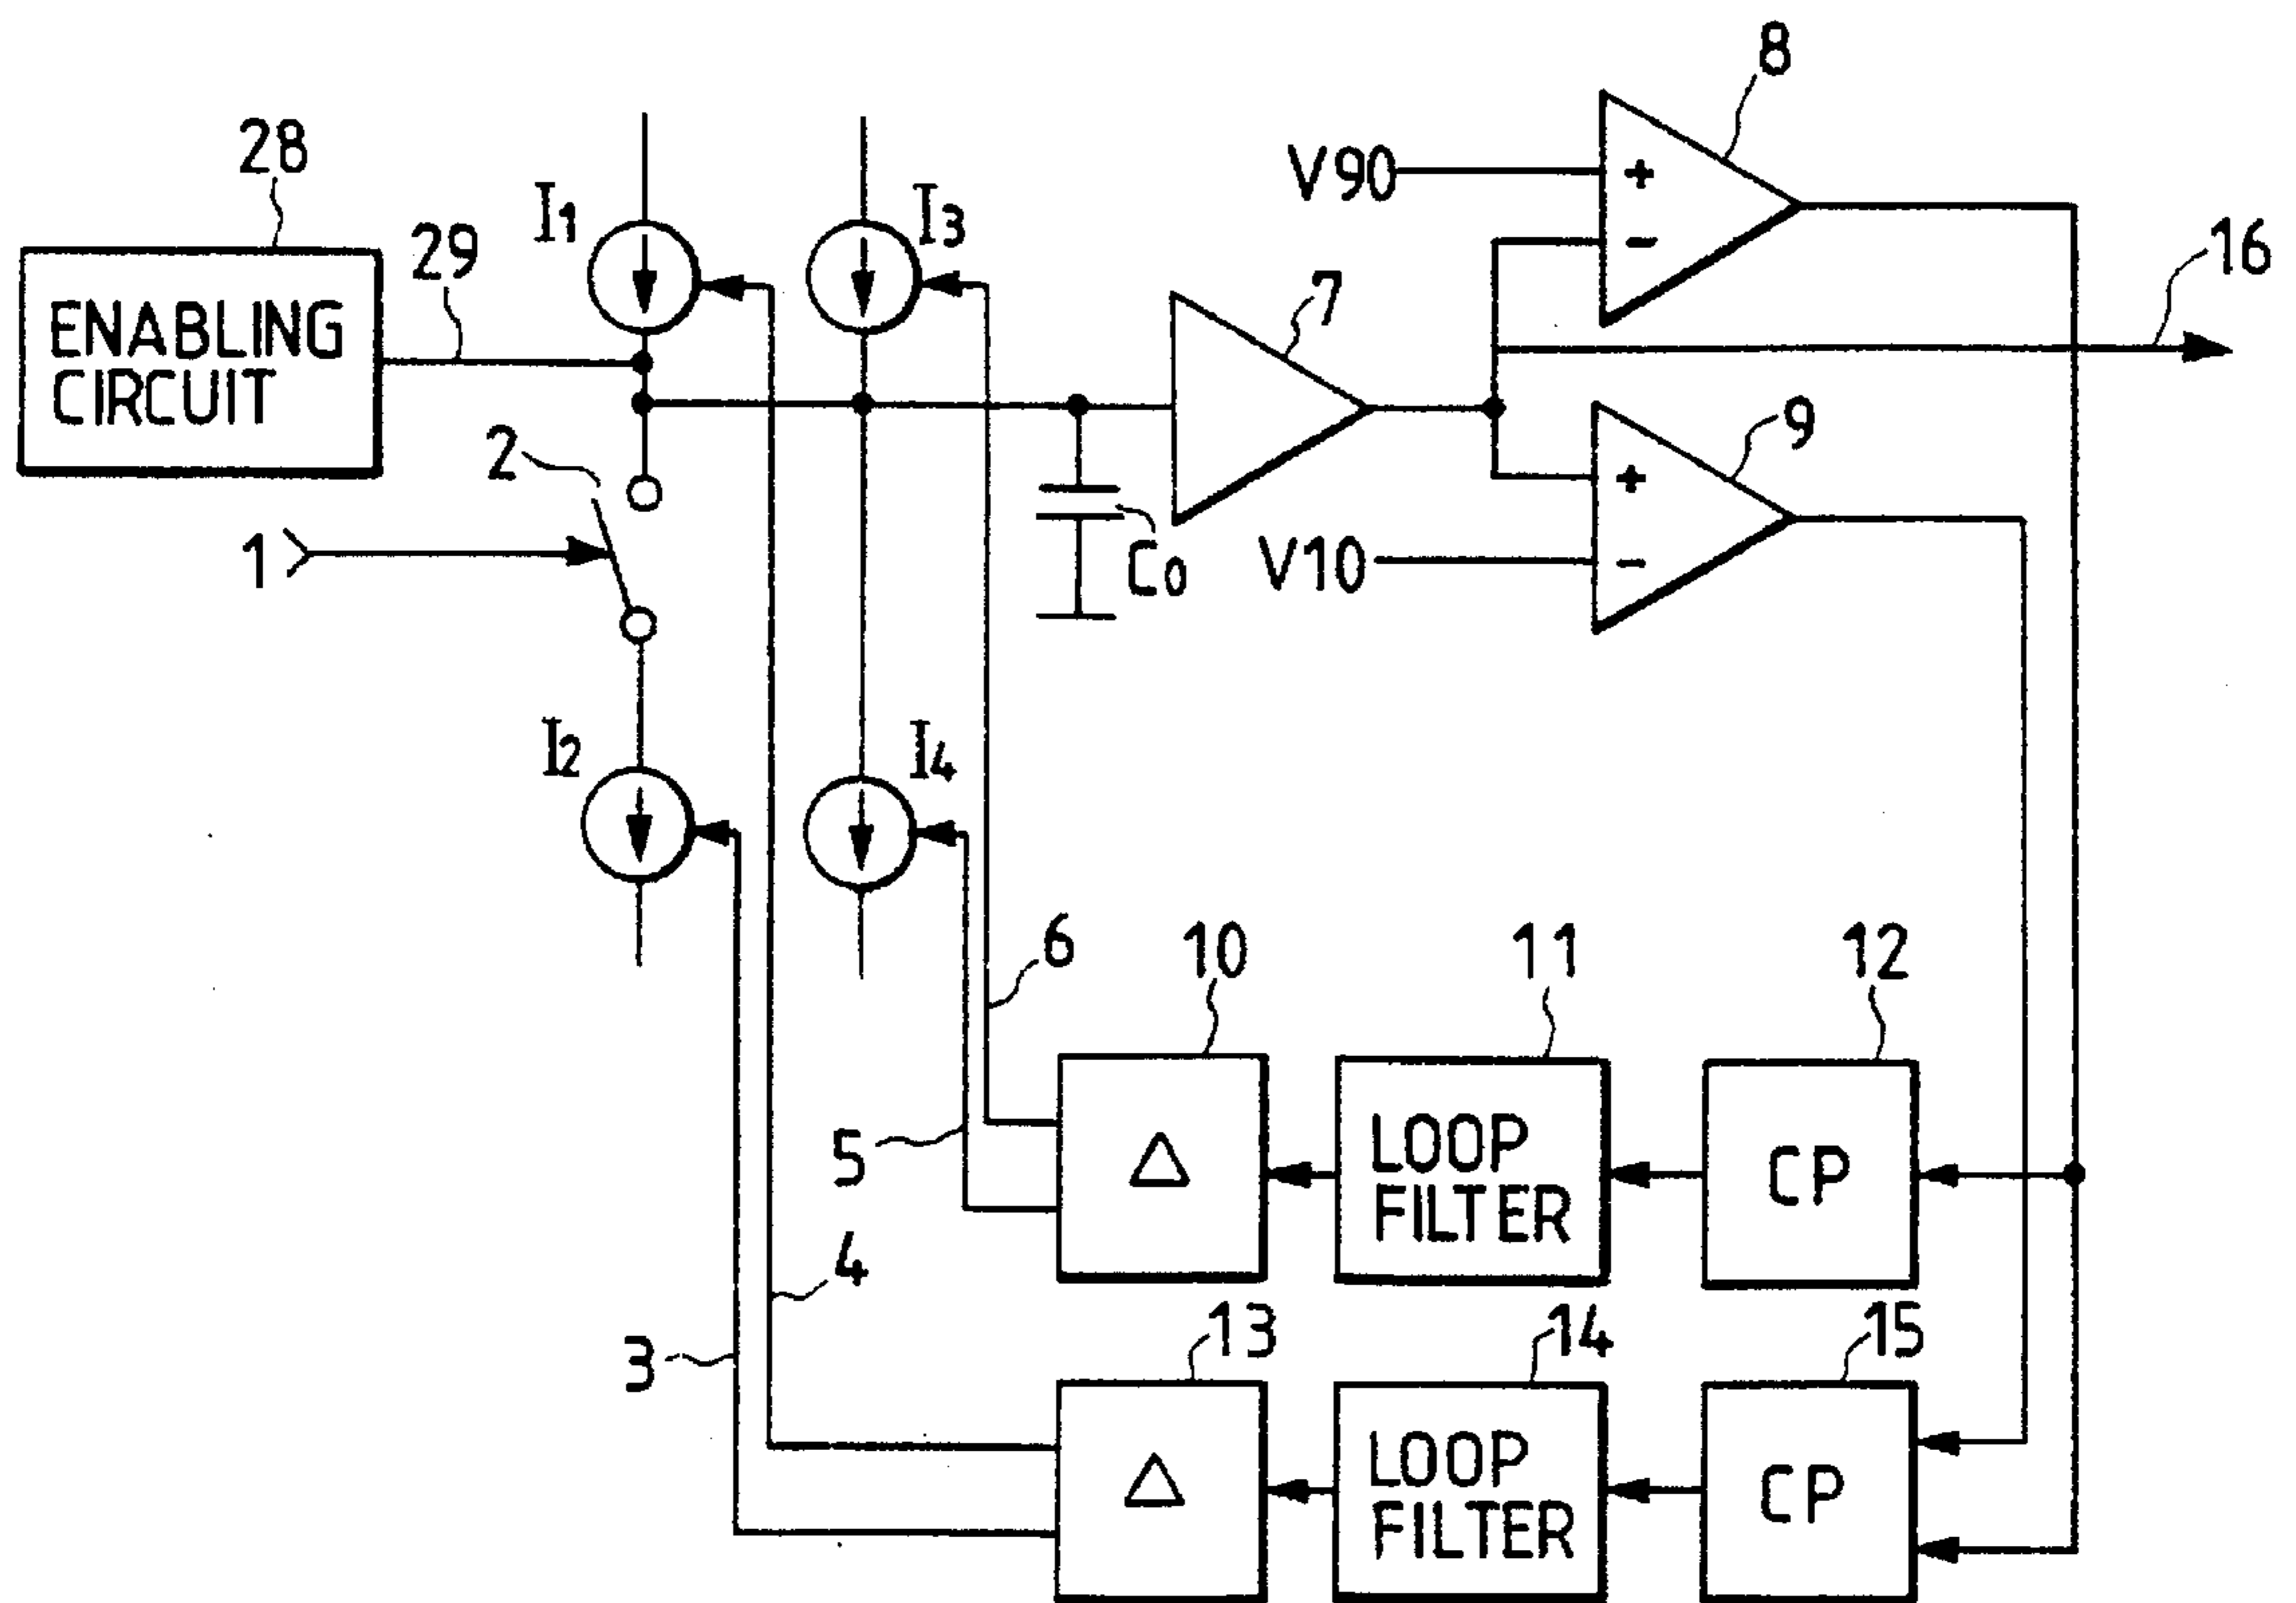 8
28
V90
I1
I3
29
16
7
ENABLING
CIRCUIT
9
2
1
V10
C0
I2
I4
6
10
11
12
5
LOOP
FILTER
CP
Δ
4
13
14
15
3
LOOP
FILTER
CP
Δ
+
-
+
-